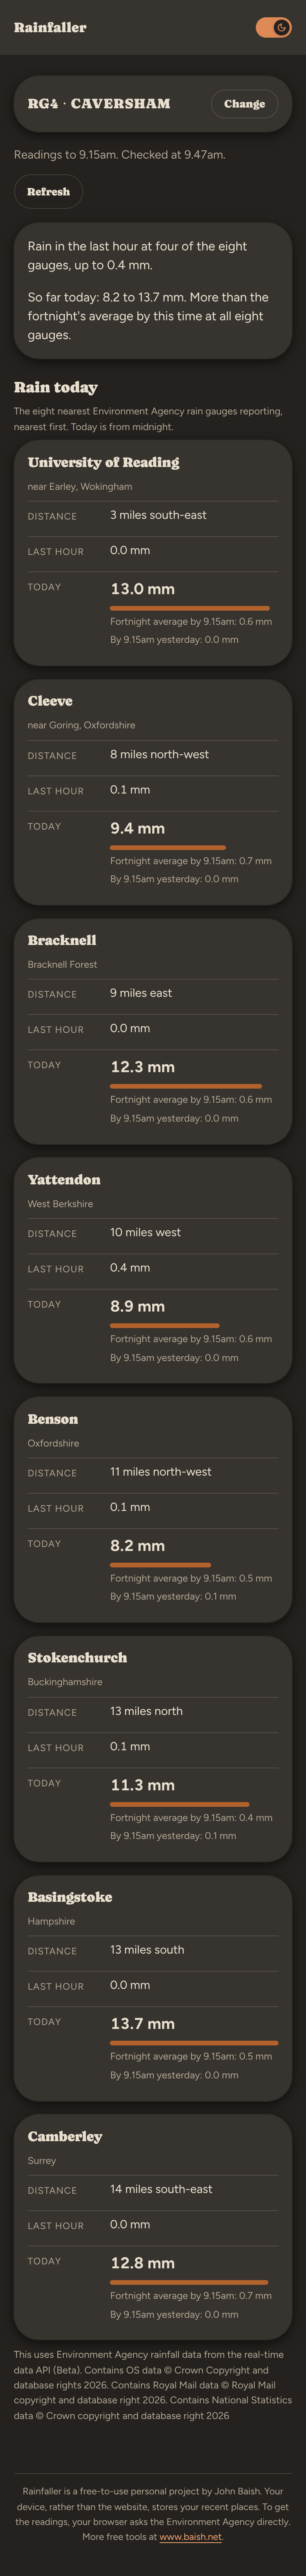 Rainfaller
RG4 · CAVERSHAM
Change
Readings to 9.15am. Checked at 9.47am.
Refresh
Rain in the last hour at four of the eight
gauges, up to 0.4 mm.
So far today: 8.2 to 13.7 mm. More than the
fortnight's average by this time at all eight
gauges.
Rain today
The eight nearest Environment Agency rain gauges reporting,
nearest first. Today is from midnight.
University of Reading
near Earley, Wokingham
DISTANCE 3 miles south-east
LAST HOUR 0.0 mm
TODAY 13.0 mm
Fortnight average by 9.15am: 0.6 mm
By 9.15am yesterday: 0.0 mm
Cleeve
near Goring, Oxfordshire
DISTANCE 8 miles north-west
LAST HOUR 0.1 mm
TODAY 9.4 mm
Fortnight average by 9.15am: 0.7 mm
By 9.15am yesterday: 0.0 mm
Bracknell
Bracknell Forest
DISTANCE 9 miles east
LAST HOUR 0.0 mm
TODAY 12.3 mm
Fortnight average by 9.15am: 0.6 mm
By 9.15am yesterday: 0.0 mm
Yattendon
West Berkshire
DISTANCE 10 miles west
LAST HOUR 0.4 mm
TODAY 8.9 mm
Fortnight average by 9.15am: 0.6 mm
By 9.15am yesterday: 0.0 mm
Benson
Oxfordshire
DISTANCE 11 miles north-west
LAST HOUR 0.1 mm
TODAY 8.2 mm
Fortnight average by 9.15am: 0.5 mm
By 9.15am yesterday: 0.1 mm
Stokenchurch
Buckinghamshire
DISTANCE 13 miles north
LAST HOUR 0.1 mm
TODAY 11.3 mm
Fortnight average by 9.15am: 0.4 mm
By 9.15am yesterday: 0.1 mm
Basingstoke
Hampshire
DISTANCE 13 miles south
LAST HOUR 0.0 mm
TODAY 13.7 mm
Fortnight average by 9.15am: 0.5 mm
By 9.15am yesterday: 0.0 mm
Camberley
Surrey
DISTANCE 14 miles south-east
LAST HOUR 0.0 mm
TODAY 12.8 mm
Fortnight average by 9.15am: 0.7 mm
By 9.15am yesterday: 0.0 mm
This uses Environment Agency rainfall data from the real-time
data API (Beta). Contains OS data © Crown Copyright and
database rights 2026. Contains Royal Mail data © Royal Mail
copyright and database right 2026. Contains National Statistics
data © Crown copyright and database right 2026
Rainfaller is a free-to-use personal project by John Baish. Your
device, rather than the website, stores your recent places. To get
the readings, your browser asks the Environment Agency directly.
More free tools at www.baish.net.